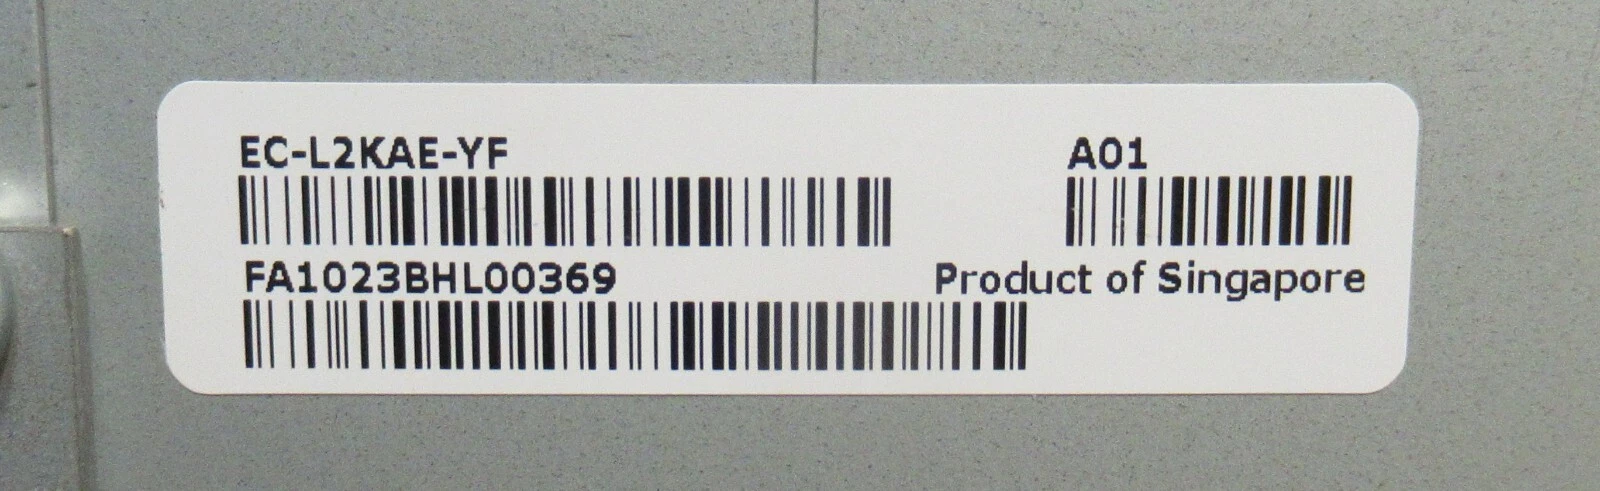 EC-L2KAE-YF
A01
FA1023BHL00369
Product of Singapore